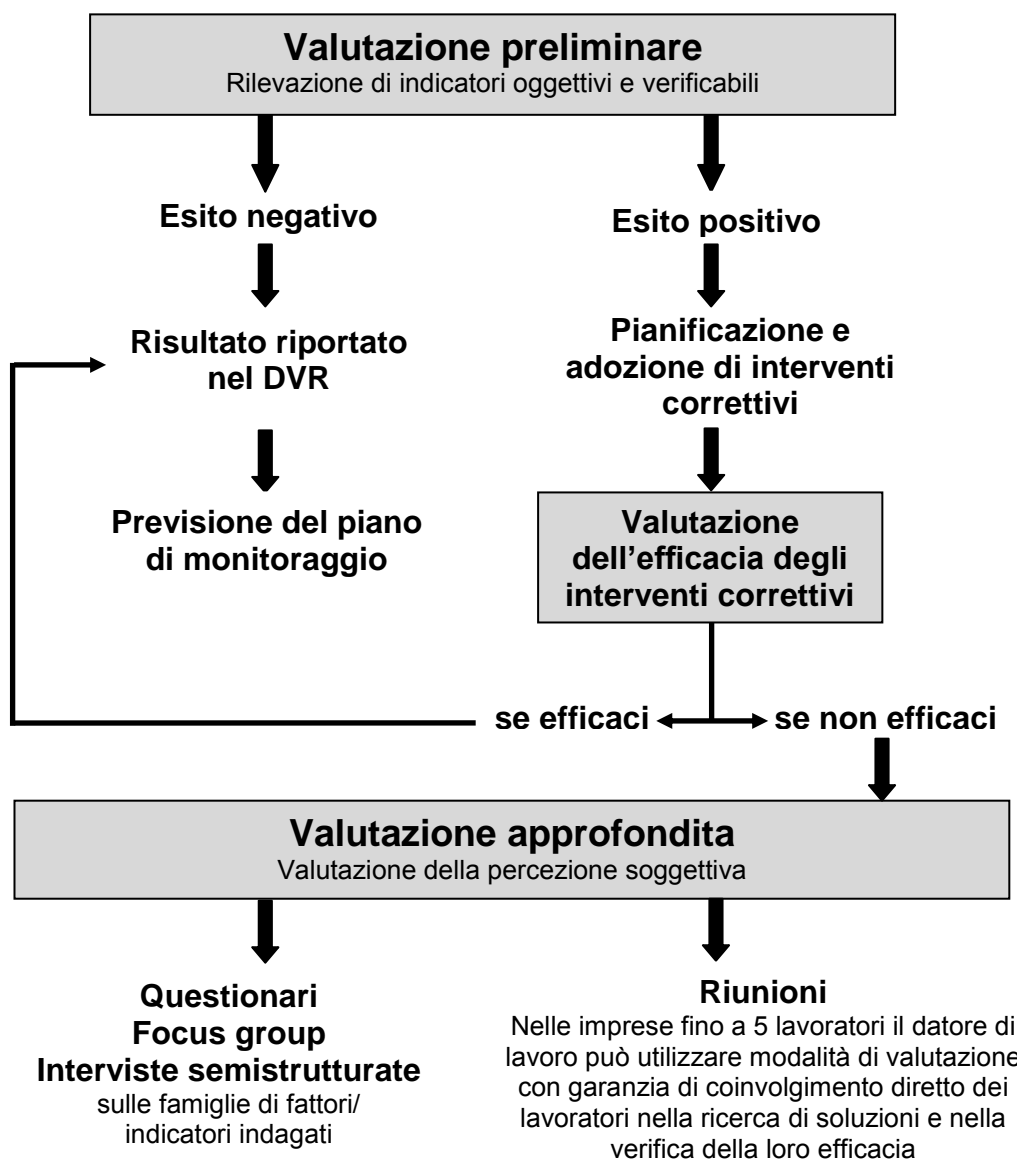 Valutazione preliminare
Rilevazione di indicatori oggettivi e verificabili
Esito negativo
Esito positivo
Risultato riportato
nel DVR
Pianificazione e
adozione di interventi
correttivi
Previsione del piano
di monitoraggio
Valutazione
dell’efficacia degli
interventi correttivi
se efficaci
se non efficaci
Valutazione approfondita
Valutazione della percezione soggettiva
Questionari
Focus group
Interviste semistrutturate
sulle famiglie di fattori/
indicatori indagati
Riunioni
Nelle imprese fino a 5 lavoratori il datore di
lavoro può utilizzare modalità di valutazione
con garanzia di coinvolgimento diretto dei
lavoratori nella ricerca di soluzioni e nella
verifica della loro efficacia